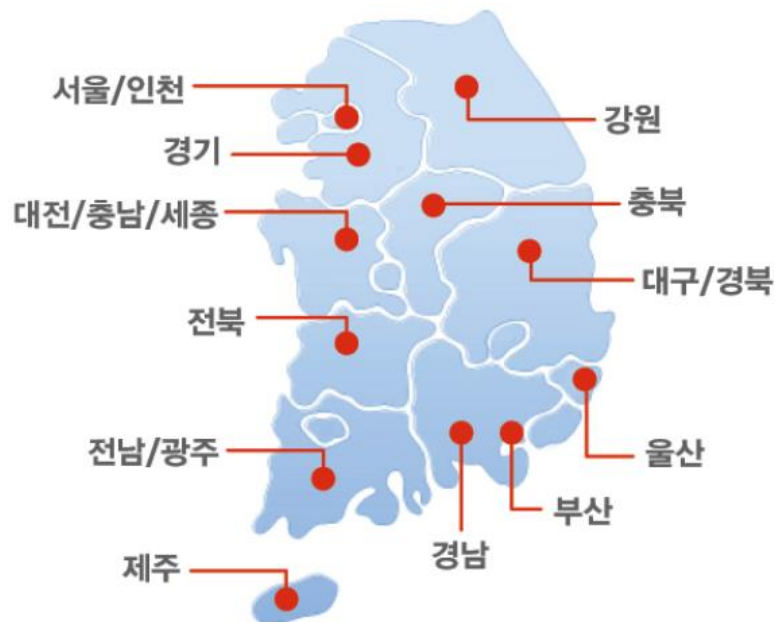 서울/인천
강원
경기
충북
대전/충남/세종
대구/경북
전북
전남/광주
울산
부산
경남
제주